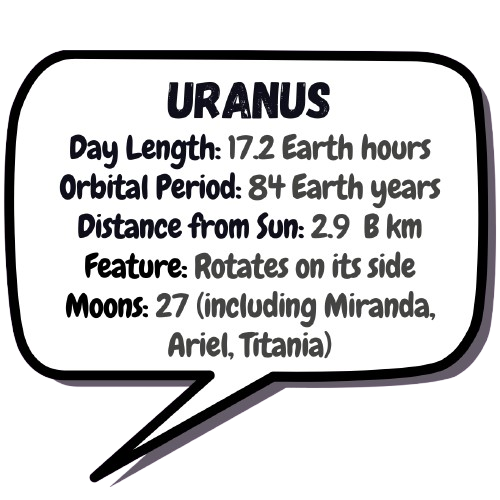 URANUS
Day Length: 17.2 Earth hours
Orbital Period: 84 Earth years
Distance from Sun: 2.9 B km
Feature: Rotates on its side
Moons: 27 (including Miranda,
Ariel, Titania)